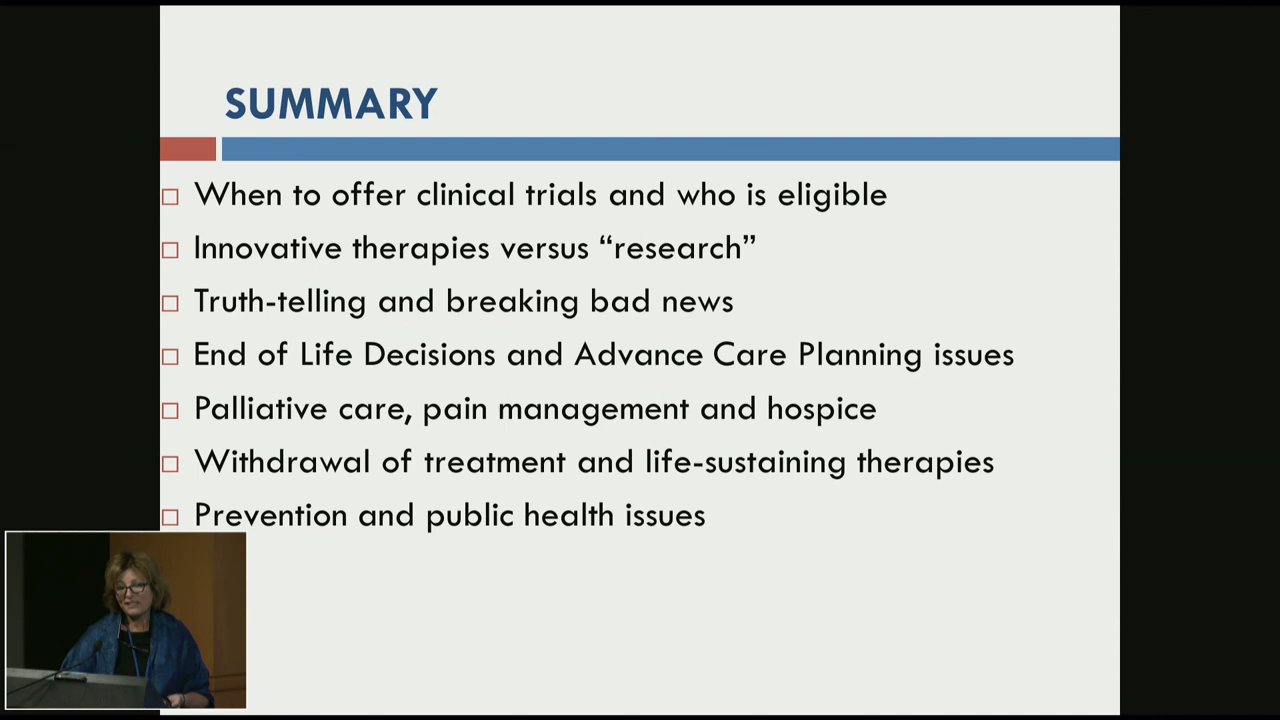 SUMMARY
When to offer clinical trials and who is eligible
Innovative therapies versus “research”
Truth-telling and breaking bad news
End of Life Decisions and Advance Care Planning issues
Palliative care, pain management and hospice
Withdrawal of treatment and life-sustaining therapies
Prevention and public health issues